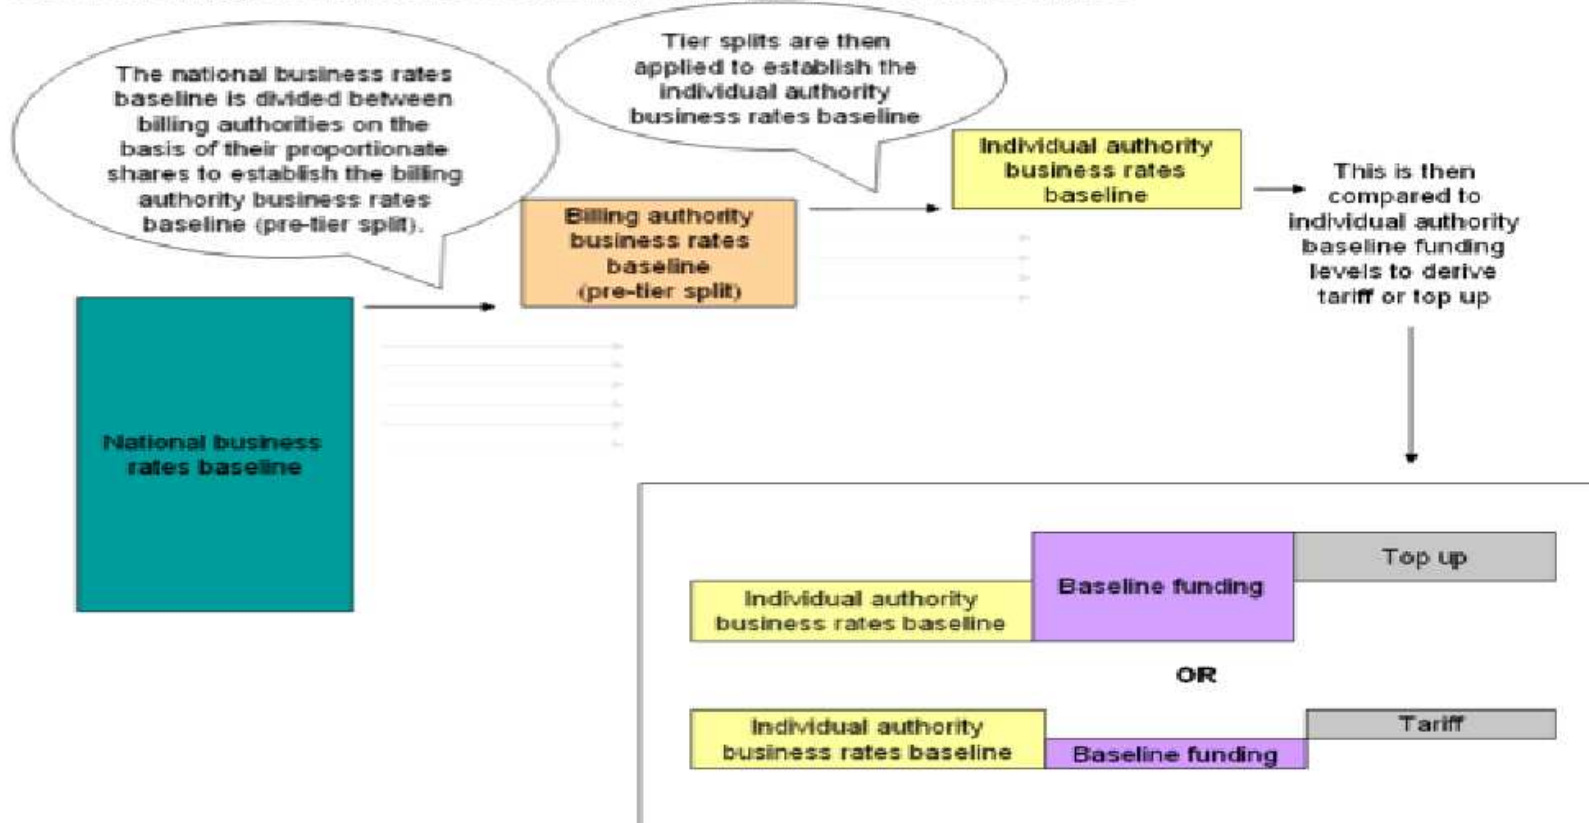 The national business rates
baseline is divided between
billing authorities on the
basis of their proportionate
shares to establish the billing
authority business rates
baseline (pre-tier split).
Tier splits are then
applied to establish the
individual authority
business rates baseline
Individual authority
business rates
baseline
This is then
compared to
individual authority
baseline funding
levels to derive
tariff or top up
Billing authority
business rates
baseline
(pre-tier split)
National business
rates baseline
Individual authority
business rates baseline
Baseline funding
Top up
OR
Individual authority
business rates baseline
Baseline funding
Tariff